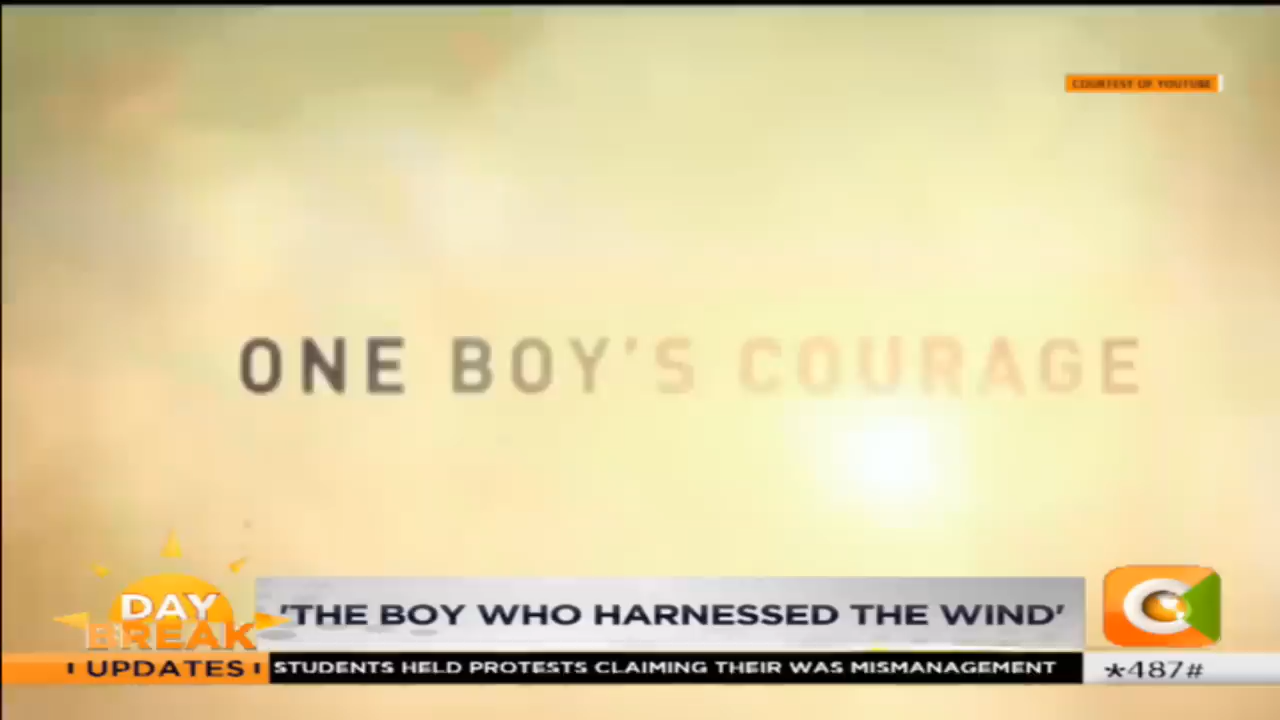 COURTESY OF YOUTUBE
ONE BOY'S COURAGE
DAY
BREAK
'THE BOY WHO HARNESSED THE WIND'
UPDATES
STUDENTS HELD PROTESTS CLAIMING THEIR WAS MISMANAGEMENT
*487#